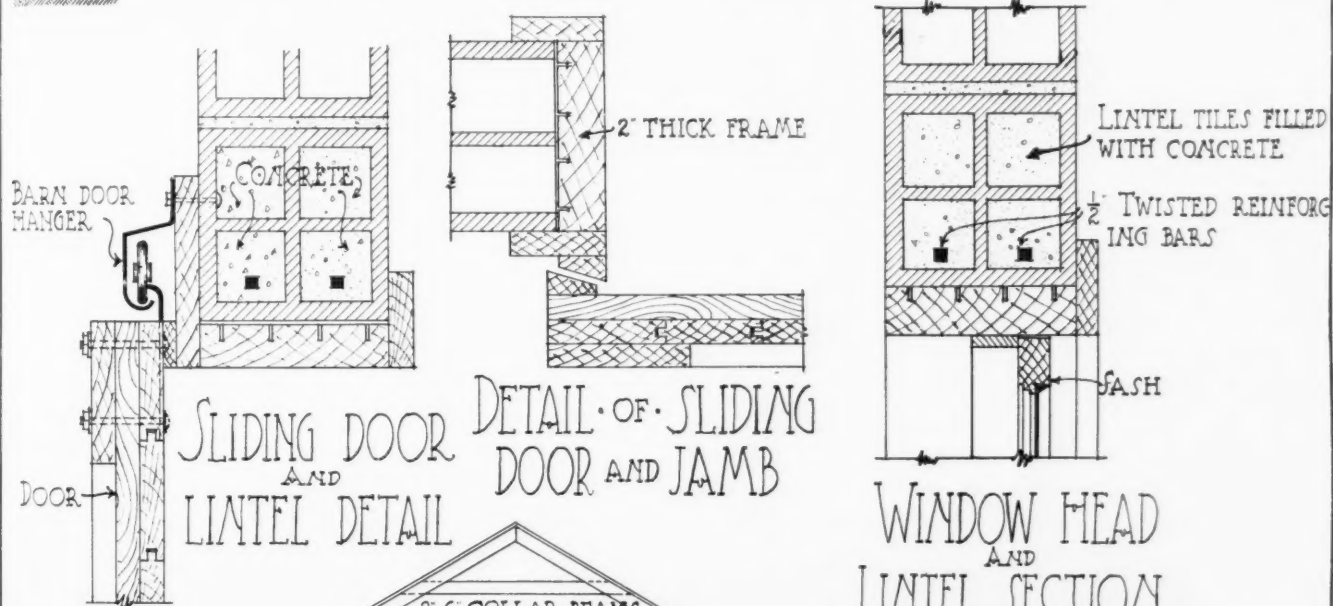 BARN DOOR
HANGER
CONCRETE
DOOR
SLIDING DOOR
AND
LINTEL DETAIL
2" THICK FRAME
DETAIL · OF · SLIDING
DOOR AND JAMB
LINTEL TILES FILLED
WITH CONCRETE
1/2" TWISTED REINFORC
ING BARS
SASH
WINDOW HEAD
AND
LINTEL SECTION
COLLAR BEAMS